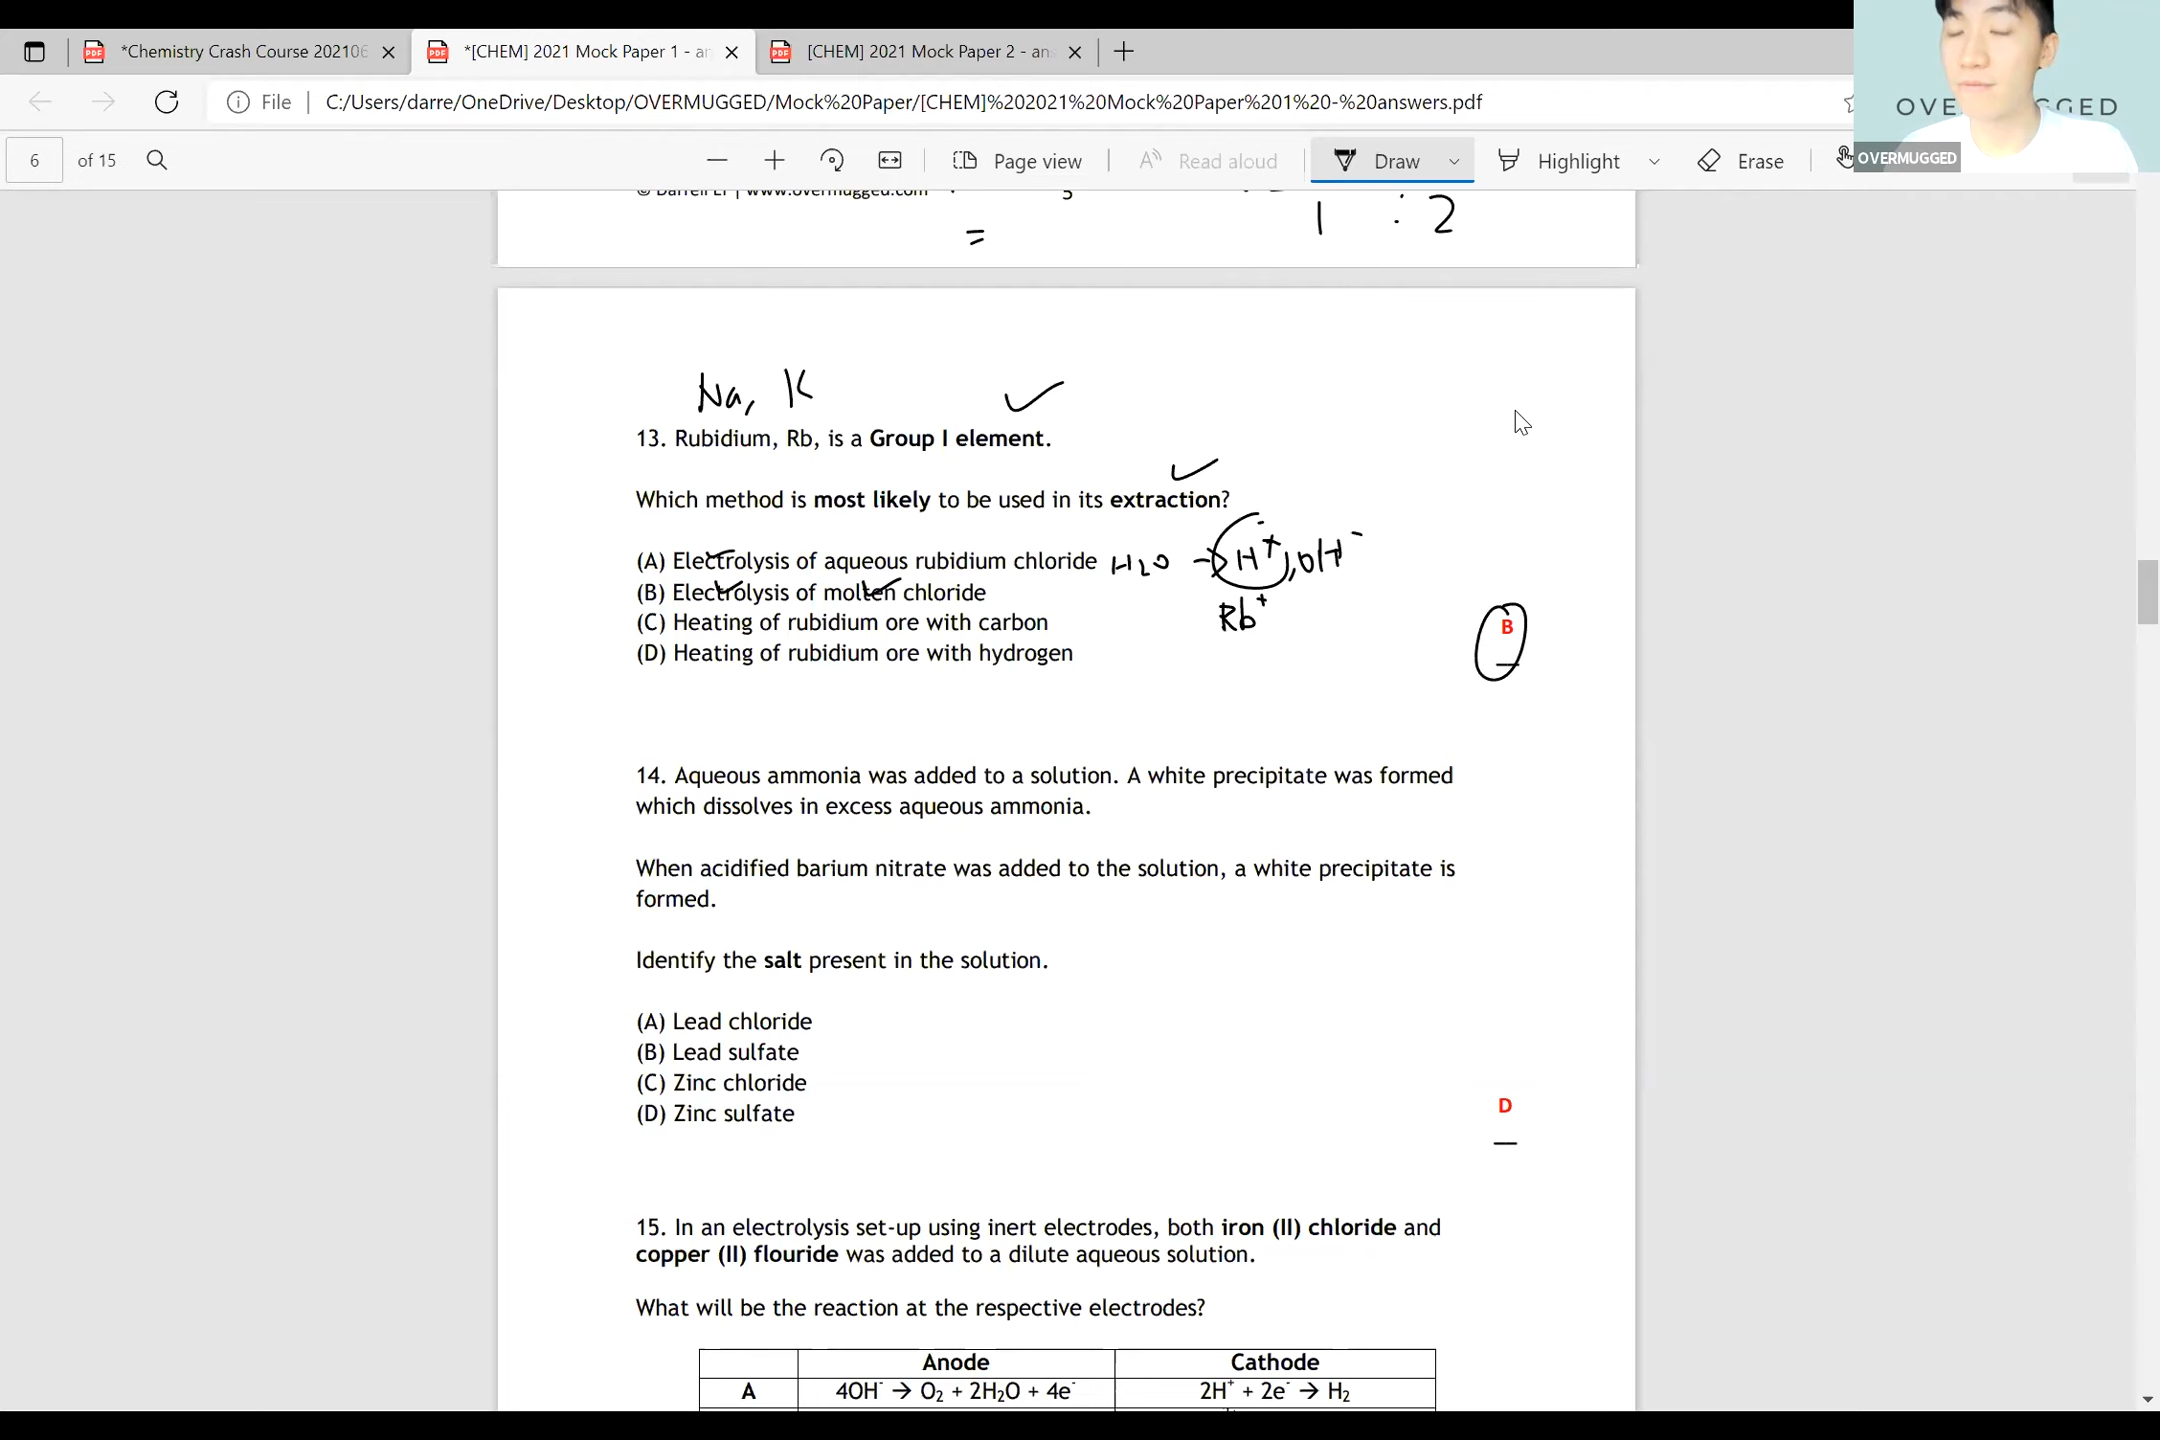 *Chemistry Crash Course 202106
*[CHEM] 2021 Mock Paper 1 - a
[CHEM] 2021 Mock Paper 2 - an
File
C:/Users/darre/OneDrive/Desktop/OVERMUGGED/Mock%20Paper/[CHEM]%202021%20Mock%20Paper%201%20-%20answers.pdf
OVE GGED
OVERMUGGED
6 of 15
Page view
Read aloud
Draw
Highlight
Erase
www.overmugged.com
1 : 2
=
Na, K
13. Rubidium, Rb, is a Group I element.
Which method is most likely to be used in its extraction?
(A) Electrolysis of aqueous rubidium chloride H2O → H+, OH-
(B) Electrolysis of molten chloride
Rb+
(C) Heating of rubidium ore with carbon
B
(D) Heating of rubidium ore with hydrogen
14. Aqueous ammonia was added to a solution. A white precipitate was formed
which dissolves in excess aqueous ammonia.
When acidified barium nitrate was added to the solution, a white precipitate is
formed.
Identify the salt present in the solution.
(A) Lead chloride
(B) Lead sulfate
(C) Zinc chloride
(D) Zinc sulfate
D
15. In an electrolysis set-up using inert electrodes, both iron (II) chloride and
copper (II) flouride was added to a dilute aqueous solution.
What will be the reaction at the respective electrodes?
Anode Cathode
A 4OH- → O2 + 2H2O + 4e- 2H+ + 2e- → H2